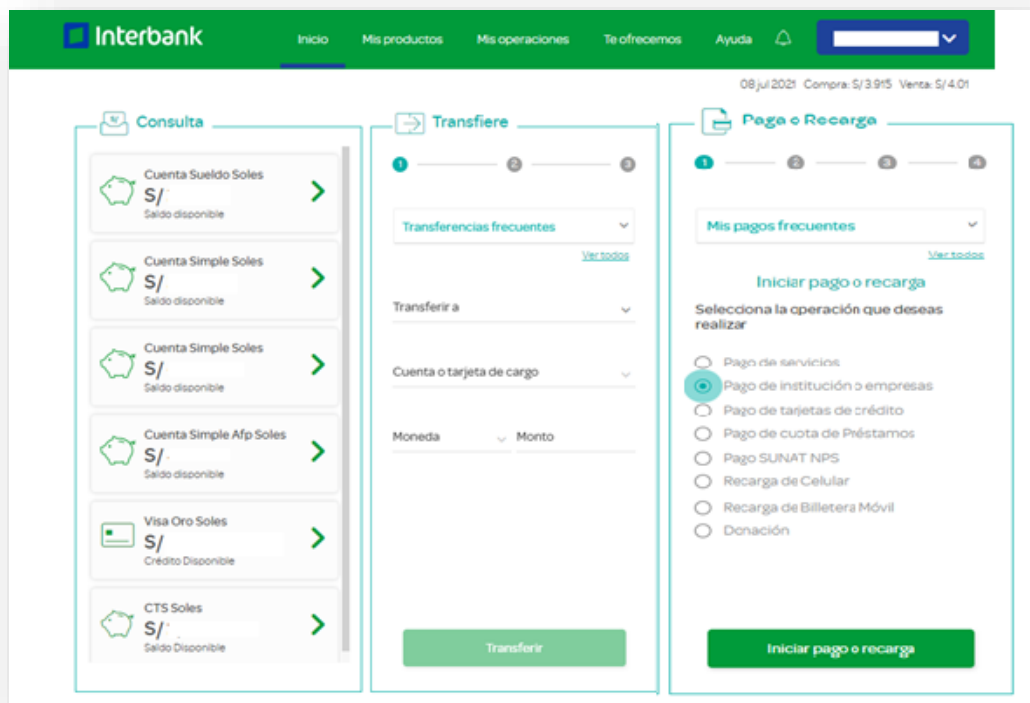 Interbank
Inicio
Mis productos
Mis operaciones
Te ofrecemos
Ayuda
08 jul 2021 Compra: S/ 3.915 Venta: S/ 4.01
Consulta
Cuenta Sueldo Soles
S/
Saldo disponible
Cuenta Simple Soles
S/
Saldo disponible
Cuenta Simple Soles
S/
Saldo disponible
Cuenta Simple Afp Soles
S/
Saldo disponible
Visa Oro Soles
S/
Crédito Disponible
CTS Soles
S/
Saldo Disponible
Transfiere
1 2 3
Transferencias frecuentes
Ver todos
Transferir a
Cuenta o tarjeta de cargo
Moneda Monto
Transferir
Paga o Recarga
1 2 3 4
Mis pagos frecuentes
Ver todos
Iniciar pago o recarga
Selecciona la operación que deseas
realizar
Pago de servicios
Pago de institución o empresas
Pago de tarjetas de crédito
Pago de cuota de Préstamos
Pago SUNAT NPS
Recarga de Celular
Recarga de Billetera Móvil
Donación
Iniciar pago o recarga